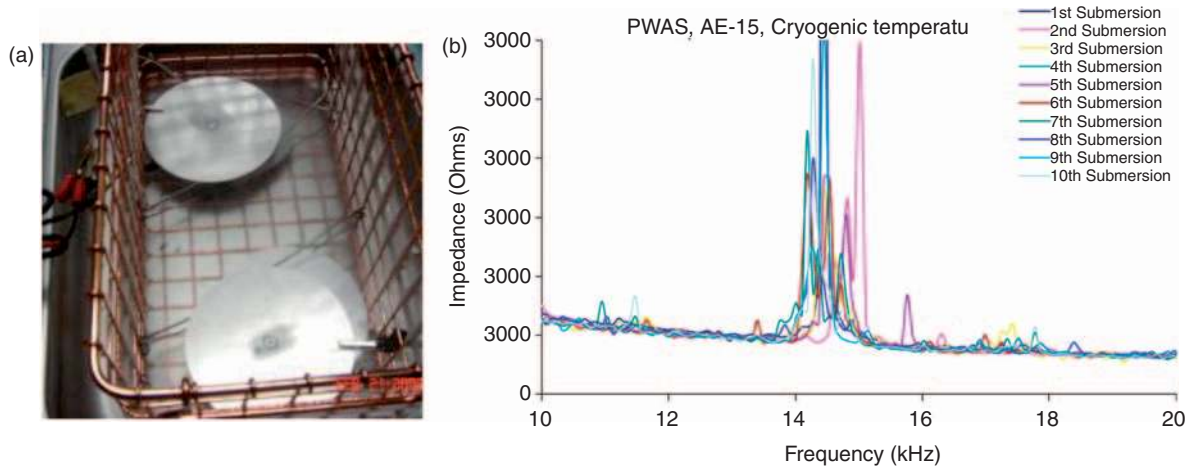 (a)
(b)
PWAS, AE-15, Cryogenic temperatu
1st Submersion
2nd Submersion
3rd Submersion
4th Submersion
5th Submersion
6th Submersion
7th Submersion
8th Submersion
9th Submersion
10th Submersion
Impedance (Ohms)
3000
3000
3000
3000
3000
3000
0
10 12 14 16 18 20
Frequency (kHz)